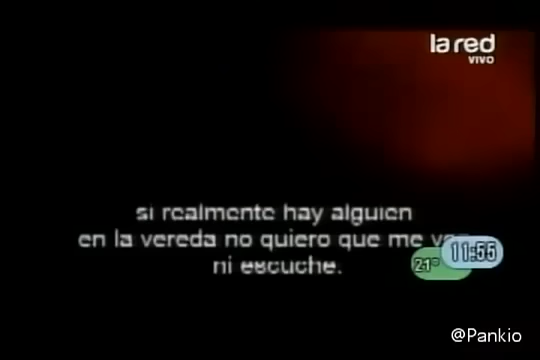 la red
VIVO
si realmente hay alguien
en la vereda no quiero que me
ni escuche.
11:55
21°
@Pankio